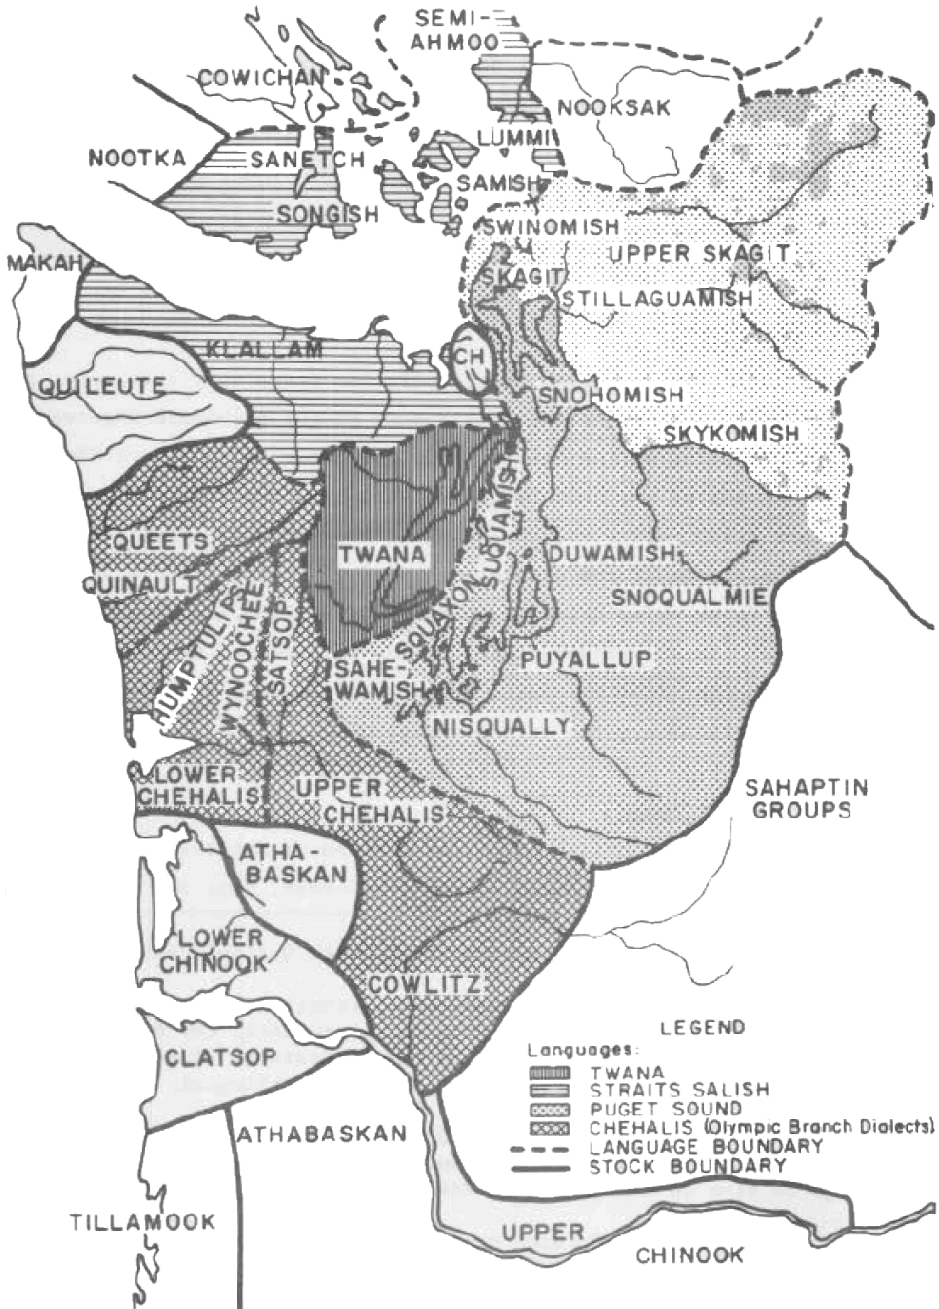 SEMI-
AHMOO
COWICHAN
NOOKSAK
LUMMI
NOOTKA
SANETCH
SAMISH
SONGISH
SWINOMISH
UPPER SKAGIT
MAKAH
SKAGIT
STILLAGUAMISH
KLALLAM
CH
QUILEUTE
SNOHOMISH
SKYKOMISH
QUEETS
TWANA
SUQUAMISH
DUWAMISH
QUINAULT
SNOQUALMIE
HUMPTULIPS
WYNOOCHEE
SATSOP
SQUAXON
SAHE-
WAMISH
PUYALLUP
NISQUALLY
LOWER
CHEHALIS
UPPER
CHEHALIS
SAHAPTIN
GROUPS
ATHA-
BASKAN
LOWER
CHINOOK
COWLITZ
CLATSOP
LEGEND
Languages:
TWANA
STRAITS SALISH
PUGET SOUND
CHEHALIS (Olympic Branch Dialects)
LANGUAGE BOUNDARY
STOCK BOUNDARY
ATHABASKAN
TILLAMOOK
UPPER
CHINOOK